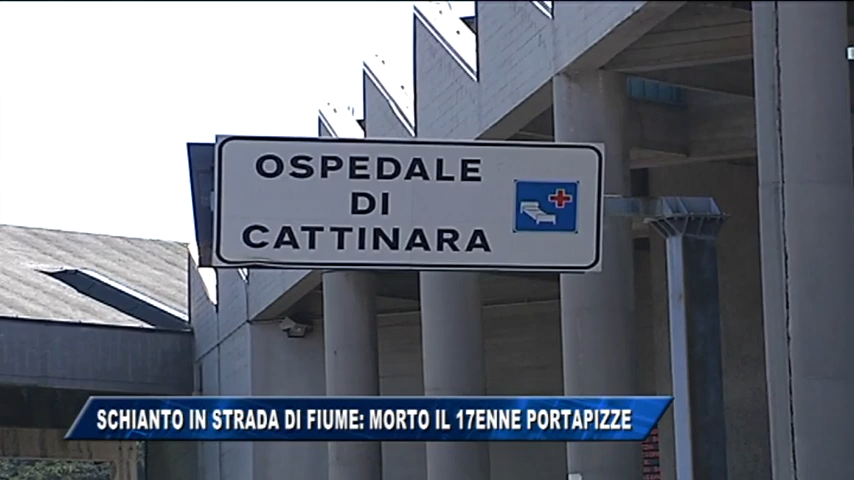 OSPEDALE
DI
CATTINARA
SCHIANTO IN STRADA DI FIUME: MORTO IL 17ENNE PORTAPIZZE